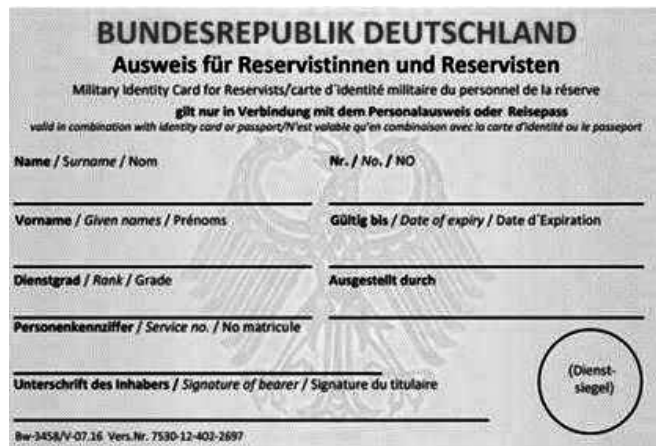 BUNDESREPUBLIK DEUTSCHLAND
Ausweis für Reservistinnen und Reservisten
Military Identity Card for Reservists/carte d´identité militaire du personnel de la réserve
gilt nur in Verbindung mit dem Personalausweis oder Reisepass
valid in combination with identity card or passport/N'est valable qu'en combinaison avec la carte d'identité ou le passeport
Name / Surname / Nom
Nr. / No. / NO
Vorname / Given names / Prénoms
Gültig bis / Date of expiry / Date d´Expiration
Dienstgrad / Rank / Grade
Ausgestellt durch
Personenkennziffer / Service no. / No matricule
Unterschrift des Inhabers / Signature of bearer / Signature du titulaire
(Dienst-
siegel)
Bw-3458/V-07.16 Vers.Nr. 7530-12-402-2697